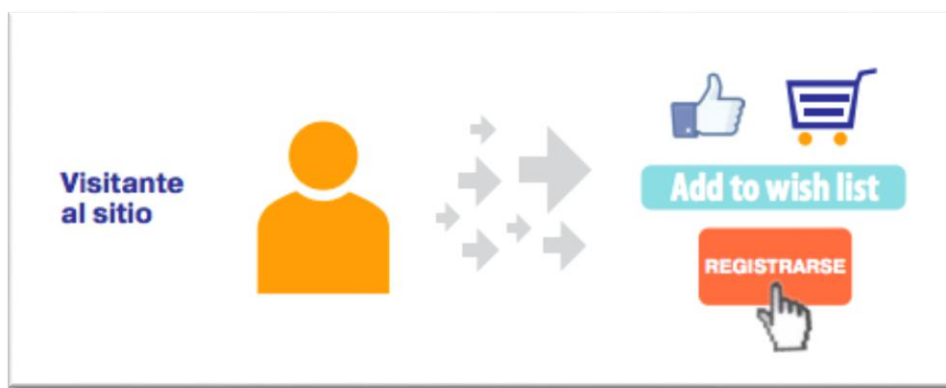 Visitante
al sitio
Add to wish list
REGISTRARSE